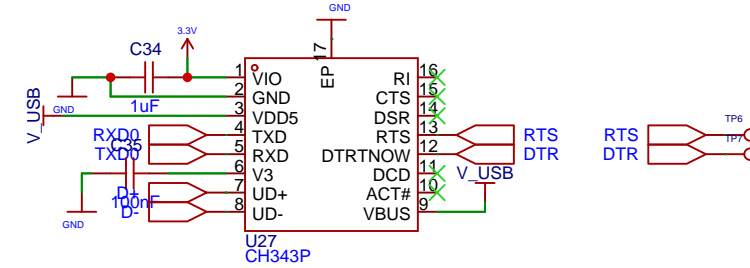 GND
C34
3.3V
1uF
GND
V_USB
RXD0
TXD0
C35
100nF
D+
D-
GND
17
EP
1
VIO
2
GND
3
VDD5
4
TXD
5
RXD
6
V3
7
UD+
8
UD-
16
RI
15
CTS
14
DSR
13
RTS
12
DTRTNOW
11
DCD
10
ACT#
9
VBUS
U27
CH343P
RTS
DTR
V_USB
RTS
DTR
TP6
TP7